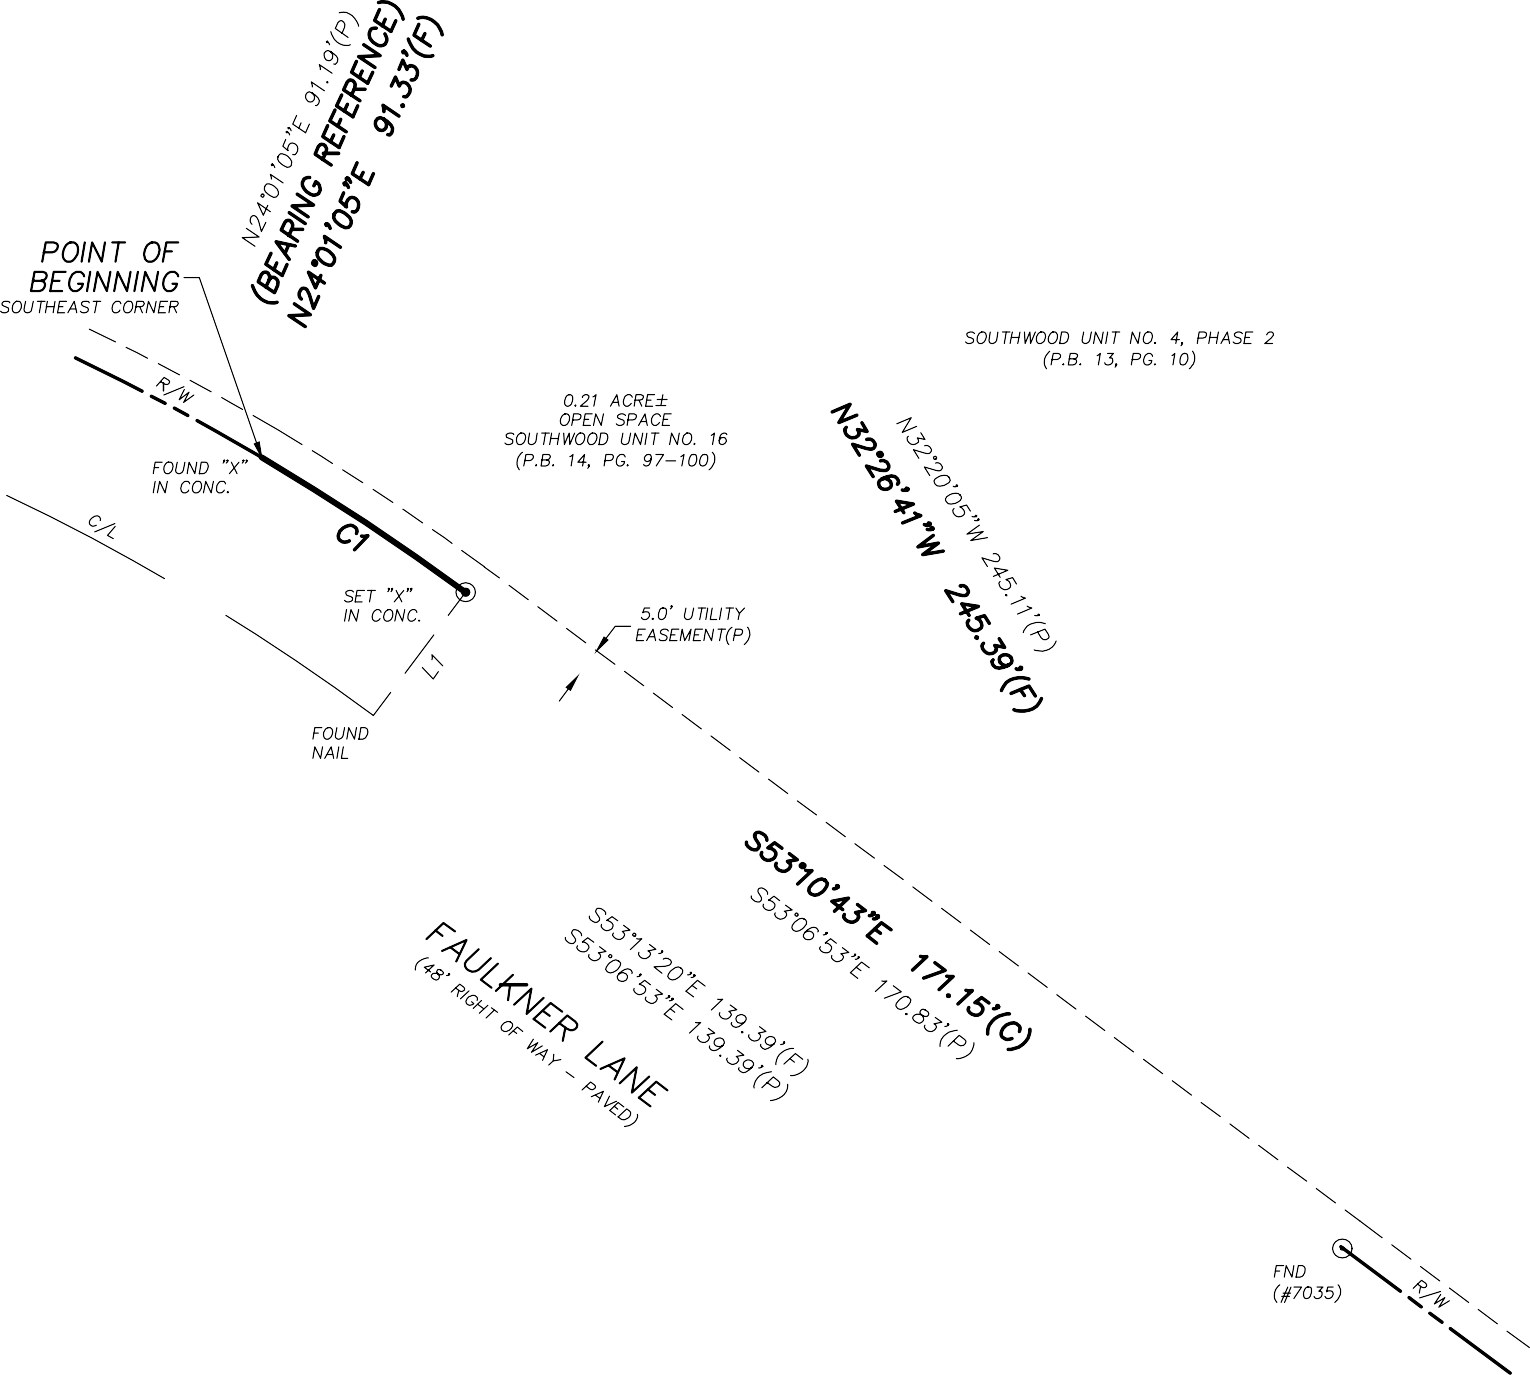 N24°01'05"E 91.19'(P)
(BEARING REFERENCE)
N24°01'05"E 91.33'(F)
POINT OF
BEGINNING
SOUTHEAST CORNER
R/W
SOUTHWOOD UNIT NO. 4, PHASE 2
(P.B. 13, PG. 10)
0.21 ACRE±
OPEN SPACE
SOUTHWOOD UNIT NO. 16
(P.B. 14, PG. 97-100)
N32°20'05"W 245.11'(P)
N32°26'41"W 245.39'(F)
FOUND "X"
IN CONC.
C/L
C1
SET "X"
IN CONC.
5.0' UTILITY
EASEMENT(P)
L1
FOUND
NAIL
S53°10'43"E 171.15'(C)
S53°06'53"E 170.83'(P)
S53°13'20"E 139.39'(F)
S53°06'53"E 139.39'(P)
FAULKNER LANE
(48' RIGHT OF WAY - PAVED)
FND
(#7035)
R/W